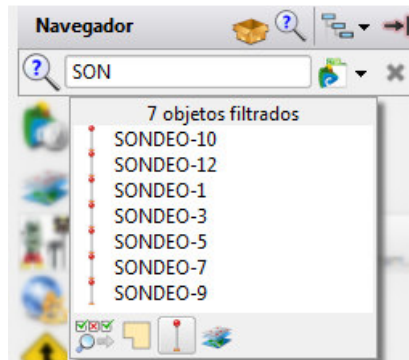 Navegador
SON
7 objetos filtrados
SONDEO-10
SONDEO-12
SONDEO-1
SONDEO-3
SONDEO-5
SONDEO-7
SONDEO-9